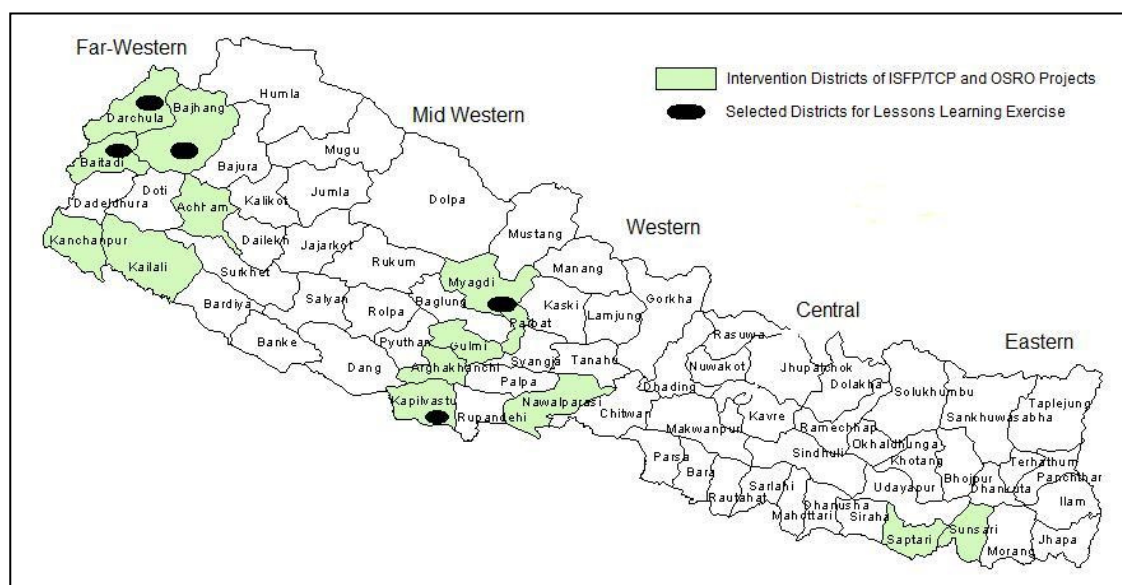 Far-Western
Mid Western
Western
Central
Eastern
Intervention Districts of ISFP/TCP and OSRO Projects
Selected Districts for Lessons Learning Exercise
Darchula
Bajhang
Humla
Baitadi
Bajura
Mugu
Dadeldhura
Doti
Achham
Kalikot
Jumla
Dolpa
Mustang
Kanchanpur
Kailali
Dailekh
Jajarkot
Surkhet
Rukum
Myagdi
Manang
Bardiya
Salyan
Rolpa
Baglung
Parbat
Kaski
Lamjung
Gorkha
Banke
Pyuthan
Gulmi
Dang
Arghakhanchi
Syangja
Tanahu
Palpa
Kapilvastu
Rupandehi
Nawalparasi
Rasuwa
Nuwakot
Dhading
Chitwan
Makwanpur
Jhupalchok
Dolakha
Kavre
Ramechhap
Sindhuli
Solukhumbu
Sankhuwasabha
Taplejung
Okhaldhunga
Khotang
Bhojpur
Terhathum
Panchthar
Dhankuta
Ilam
Parsa
Bara
Rautahat
Sarlahi
Mahottari
Dhanusha
Siraha
Udayapur
Saptari
Sunsari
Morang
Jhapa